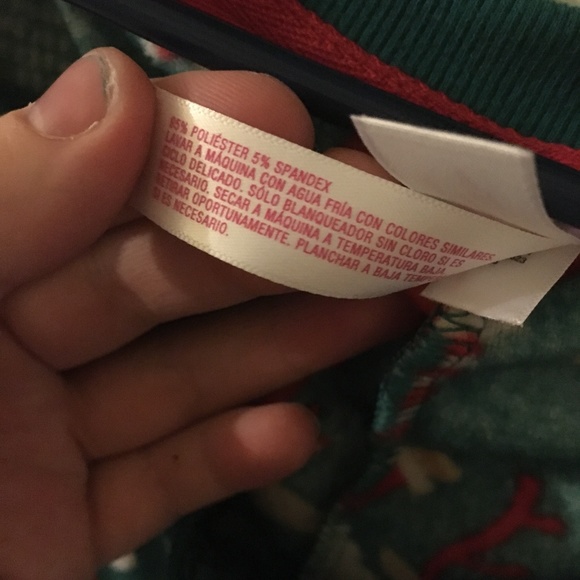 95% POLIÉSTER 5% SPANDEX
LAVAR A MÁQUINA CON AGUA FRÍA CON COLORES SIMILARES
CICLO DELICADO. SÓLO BLANQUEADOR SIN CLORO SI ES
NECESARIO. SECAR A MÁQUINA A TEMPERATURA BAJA
RETIRAR OPORTUNAMENTE. PLANCHAR A BAJA
SI ES NECESARIO.